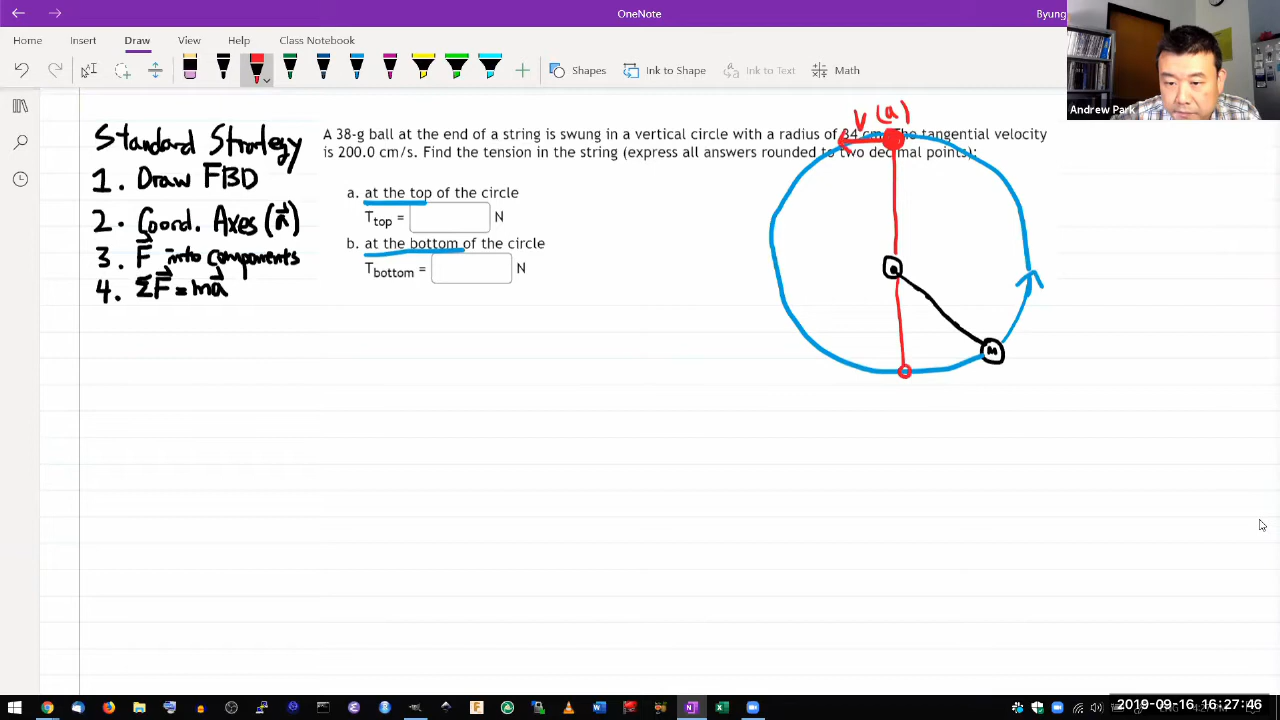 OneNote
Byung
Home Insert Draw View Help Class Notebook
Shapes Ink to Shape Ink to Text Math
Andrew Park
Standard Strategy
1. Draw FBD
2. Coord. Axes (a⃗)
3. F⃗ into components
4. ΣF⃗ = ma⃗
V (a)
A 38-g ball at the end of a string is swung in a vertical circle with a radius of 34 cm. The tangential velocity
is 200.0 cm/s. Find the tension in the string (express all answers rounded to two decimal points):
a. at the top of the circle
Ttop = N
b. at the bottom of the circle
Tbottom = N
M
2019-09-16 16:27:46